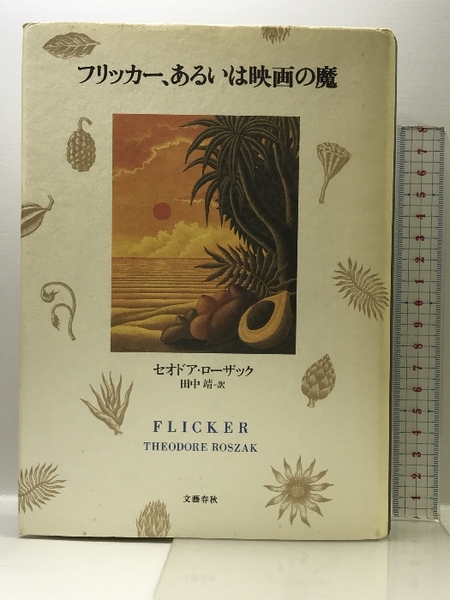 フリッカー、あるいは映画の魔
セオドア・ローザック
田中 靖-訳
FLICKER
THEODORE ROSZAK
文藝春秋